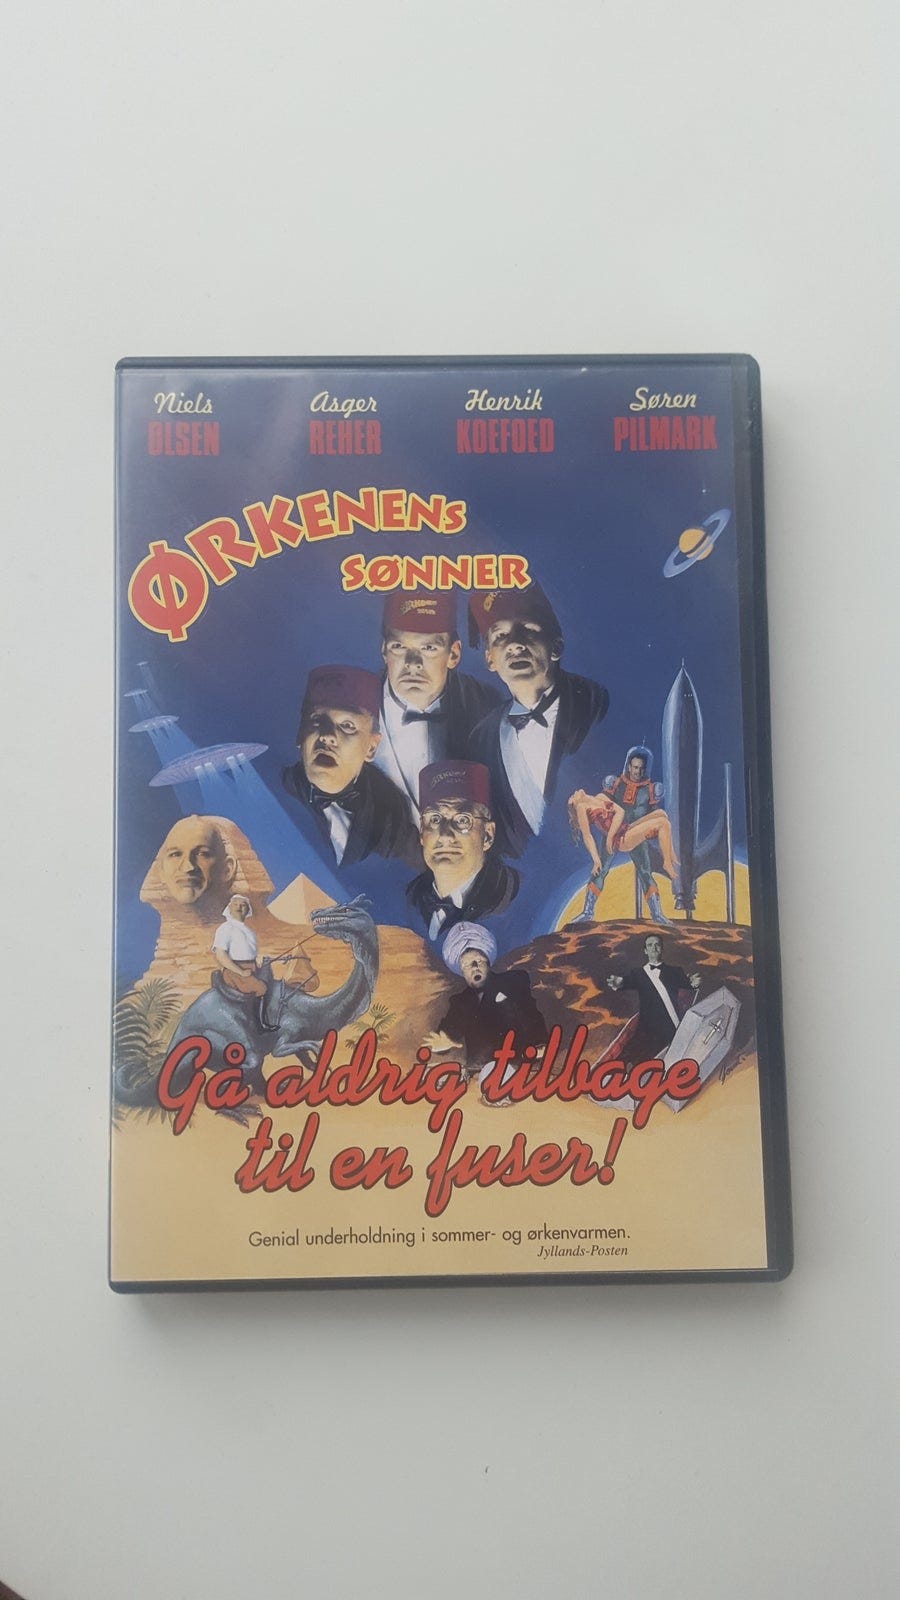 Niels OLSEN
Asger REHER
Henrik KOEFOED
Søren PILMARK
ØRKENENS
SØNNER
Gå aldrig tilbage
til en fuser!
Genial underholdning i sommer- og ørkenvarmen.
Jyllands-Posten